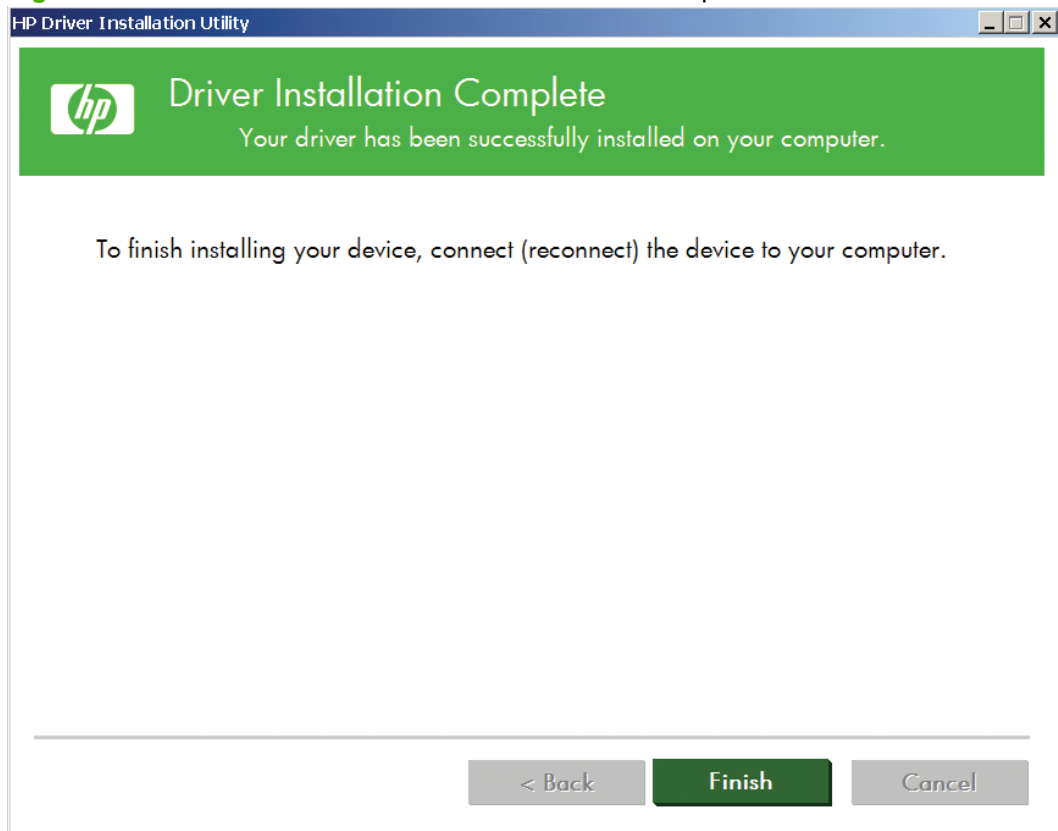 HP Driver Installation Utility
hp
Driver Installation Complete
Your driver has been successfully installed on your computer.
To finish installing your device, connect (reconnect) the device to your computer.
< Back
Finish
Cancel